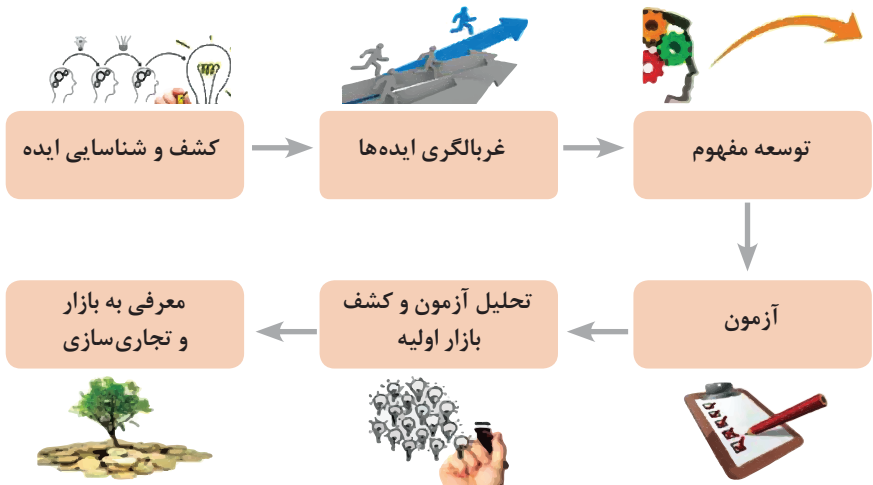 کشف و شناسایی ایده
غربالگری ایده‌ها
توسعه مفهوم
آزمون
تحلیل آزمون و کشف
بازار اولیه
معرفی به بازار
و تجاری‌سازی